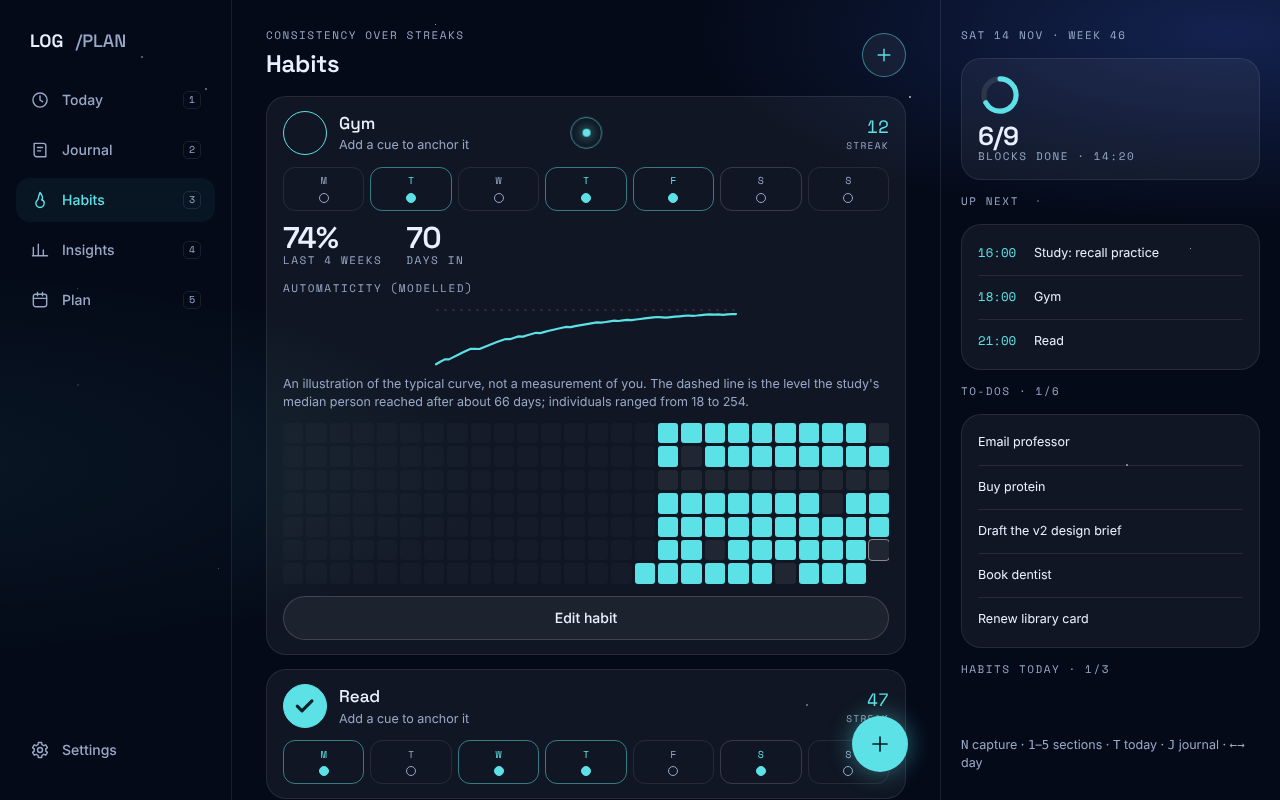 LOG /PLAN
Today 1
Journal 2
Habits 3
Insights 4
Plan 5
Settings
CONSISTENCY OVER STREAKS
Habits
Gym
Add a cue to anchor it
12
STREAK
M T W T F S S
74%
LAST 4 WEEKS
70
DAYS IN
AUTOMATICITY (MODELLED)
An illustration of the typical curve, not a measurement of you. The dashed line is the level the study's
median person reached after about 66 days; individuals ranged from 18 to 254.
Edit habit
Read
Add a cue to anchor it
47
STREAK
M T W T F S S
SAT 14 NOV · WEEK 46
6/9
BLOCKS DONE · 14:20
UP NEXT
16:00 Study: recall practice
18:00 Gym
21:00 Read
TO-DOS · 1/6
Email professor
Buy protein
Draft the v2 design brief
Book dentist
Renew library card
HABITS TODAY · 1/3
N capture · 1–5 sections · T today · J journal · ←→
day